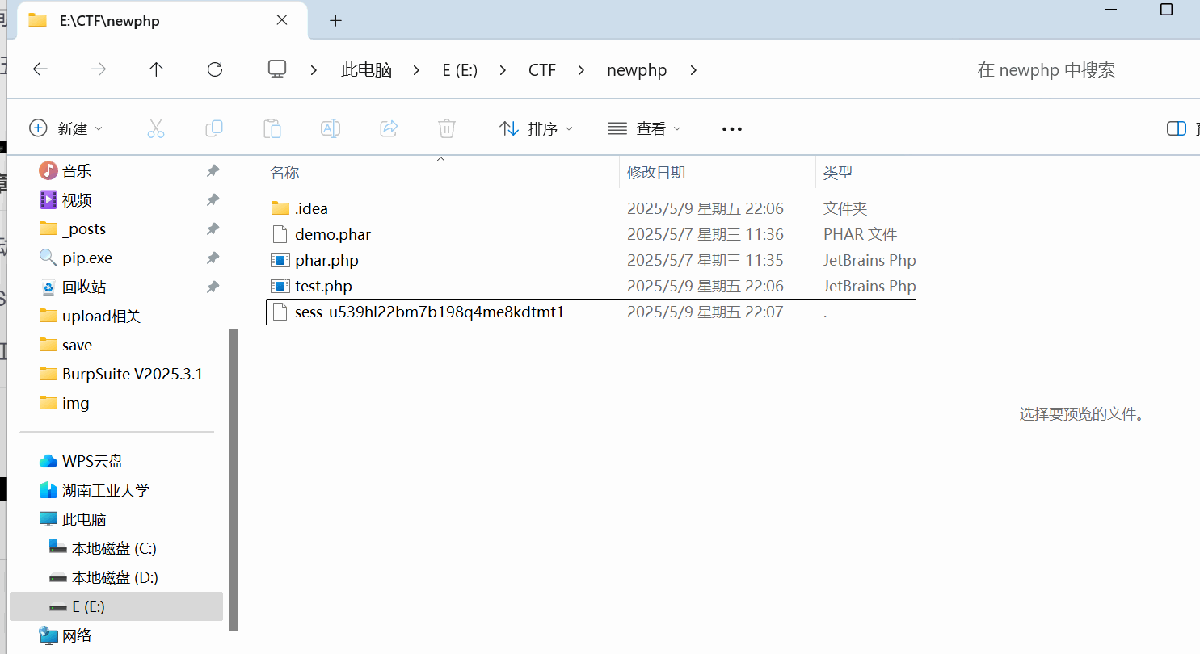 E:\CTF\newphp
此电脑 E (E:) CTF newphp
在 newphp 中搜索
新建 排序 查看
名称 修改日期 类型
.idea 2025/5/9 星期五 22:06 文件夹
demo.phar 2025/5/7 星期三 11:36 PHAR 文件
phar.php 2025/5/7 星期三 11:35 JetBrains Php
test.php 2025/5/9 星期五 22:06 JetBrains Php
sess_u539hl22bm7b198q4me8kdtmt1 2025/5/9 星期五 22:07 .
音乐
视频
_posts
pip.exe
回收站
upload相关
save
BurpSuite V2025.3.1
img
WPS云盘
湖南工业大学
此电脑
本地磁盘 (C:)
本地磁盘 (D:)
E (E:)
网络
选择要预览的文件。